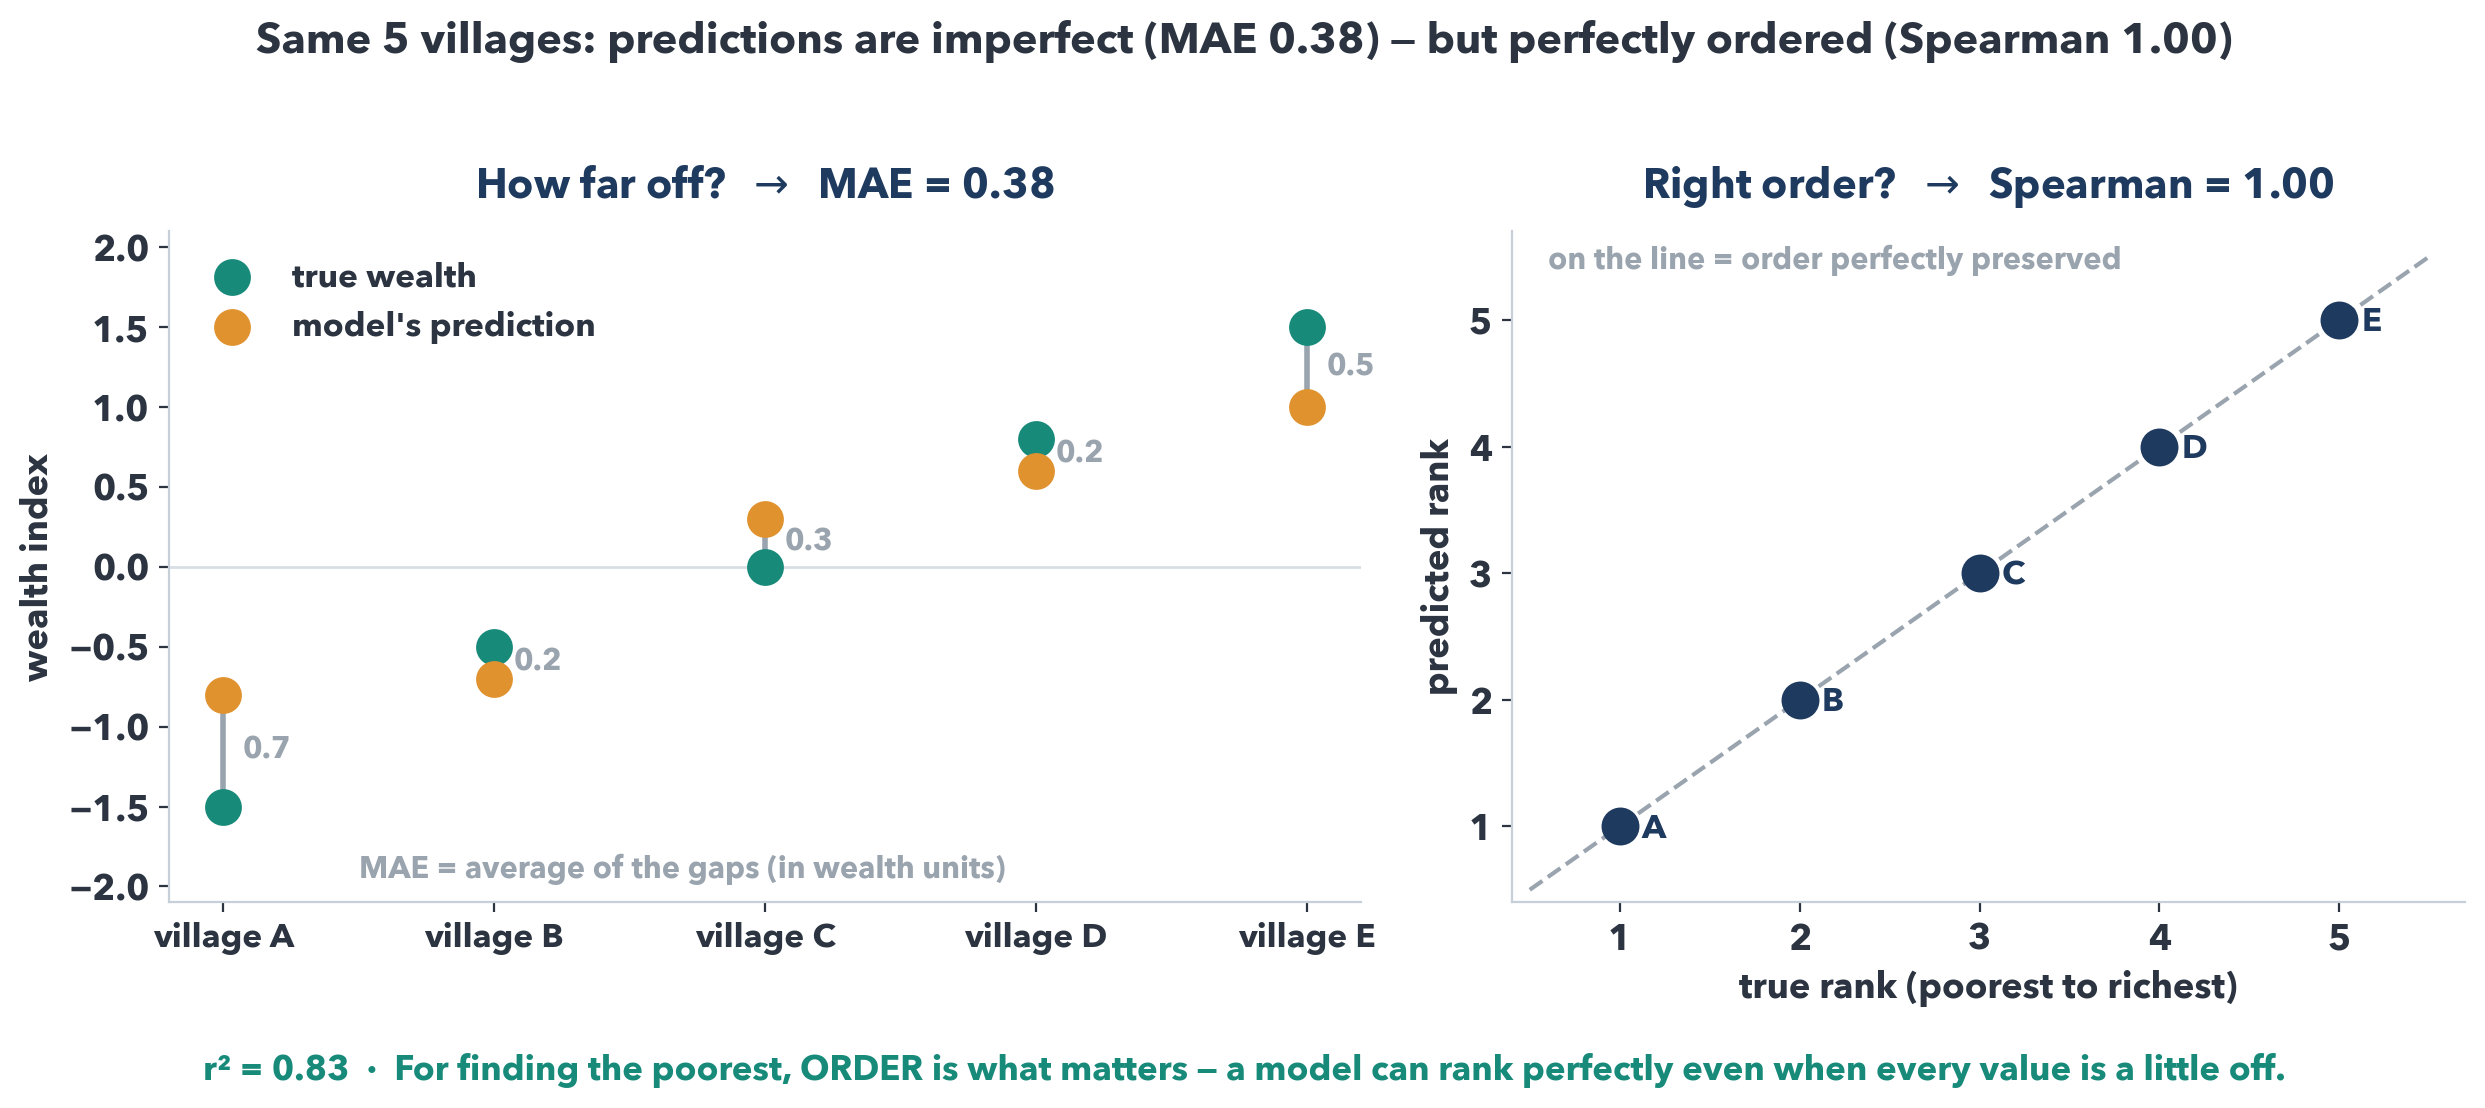 Same 5 villages: predictions are imperfect (MAE 0.38) – but perfectly ordered (Spearman 1.00)
How far off? → MAE = 0.38
2.0
1.5
1.0
0.5
0.0
−0.5
−1.0
−1.5
−2.0
wealth index
true wealth
model's prediction
0.7
0.2
0.3
0.2
0.5
MAE = average of the gaps (in wealth units)
village A
village B
village C
village D
village E
Right order? → Spearman = 1.00
on the line = order perfectly preserved
5
4
3
2
1
predicted rank
A
B
C
D
E
1
2
3
4
5
true rank (poorest to richest)
r² = 0.83 · For finding the poorest, ORDER is what matters – a model can rank perfectly even when every value is a little off.